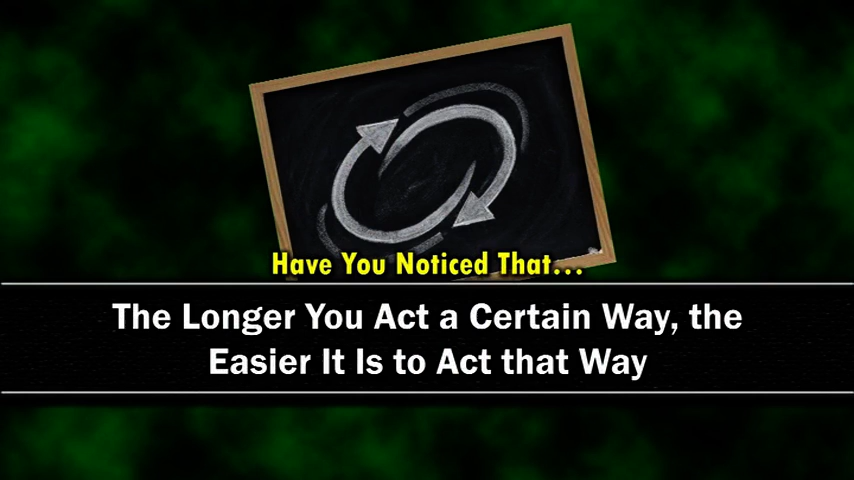 Have You Noticed That...
The Longer You Act a Certain Way, the
Easier It Is to Act that Way